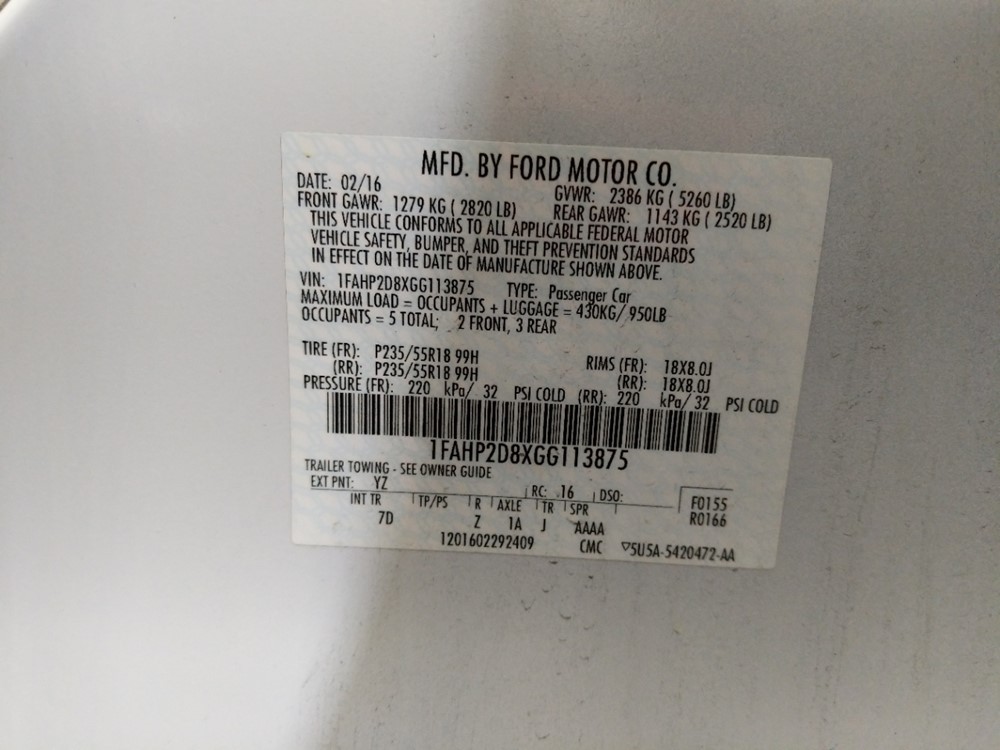 MFD. BY FORD MOTOR CO.
DATE: 02/16 GVWR: 2386 KG ( 5260 LB)
FRONT GAWR: 1279 KG ( 2820 LB) REAR GAWR: 1143 KG ( 2520 LB)
THIS VEHICLE CONFORMS TO ALL APPLICABLE FEDERAL MOTOR
VEHICLE SAFETY, BUMPER, AND THEFT PREVENTION STANDARDS
IN EFFECT ON THE DATE OF MANUFACTURE SHOWN ABOVE.
VIN: 1FAHP2D8XGG113875 TYPE: Passenger Car
MAXIMUM LOAD = OCCUPANTS + LUGGAGE = 430KG/ 950LB
OCCUPANTS = 5 TOTAL; 2 FRONT, 3 REAR
TIRE (FR): P235/55R18 99H RIMS (FR): 18X8.0J
(RR): P235/55R18 99H (RR): 18X8.0J
PRESSURE (FR): 220 kPa/ 32 PSI COLD (RR): 220 kPa/ 32 PSI COLD
1FAHP2D8XGG113875
TRAILER TOWING - SEE OWNER GUIDE
EXT PNT: YZ RC: 16 DSO: F0155
INT TR TP/PS R AXLE TR SPR R0166
7D Z 1A J AAAA
1201602292409 CMC ▽5U5A-5420472-AA